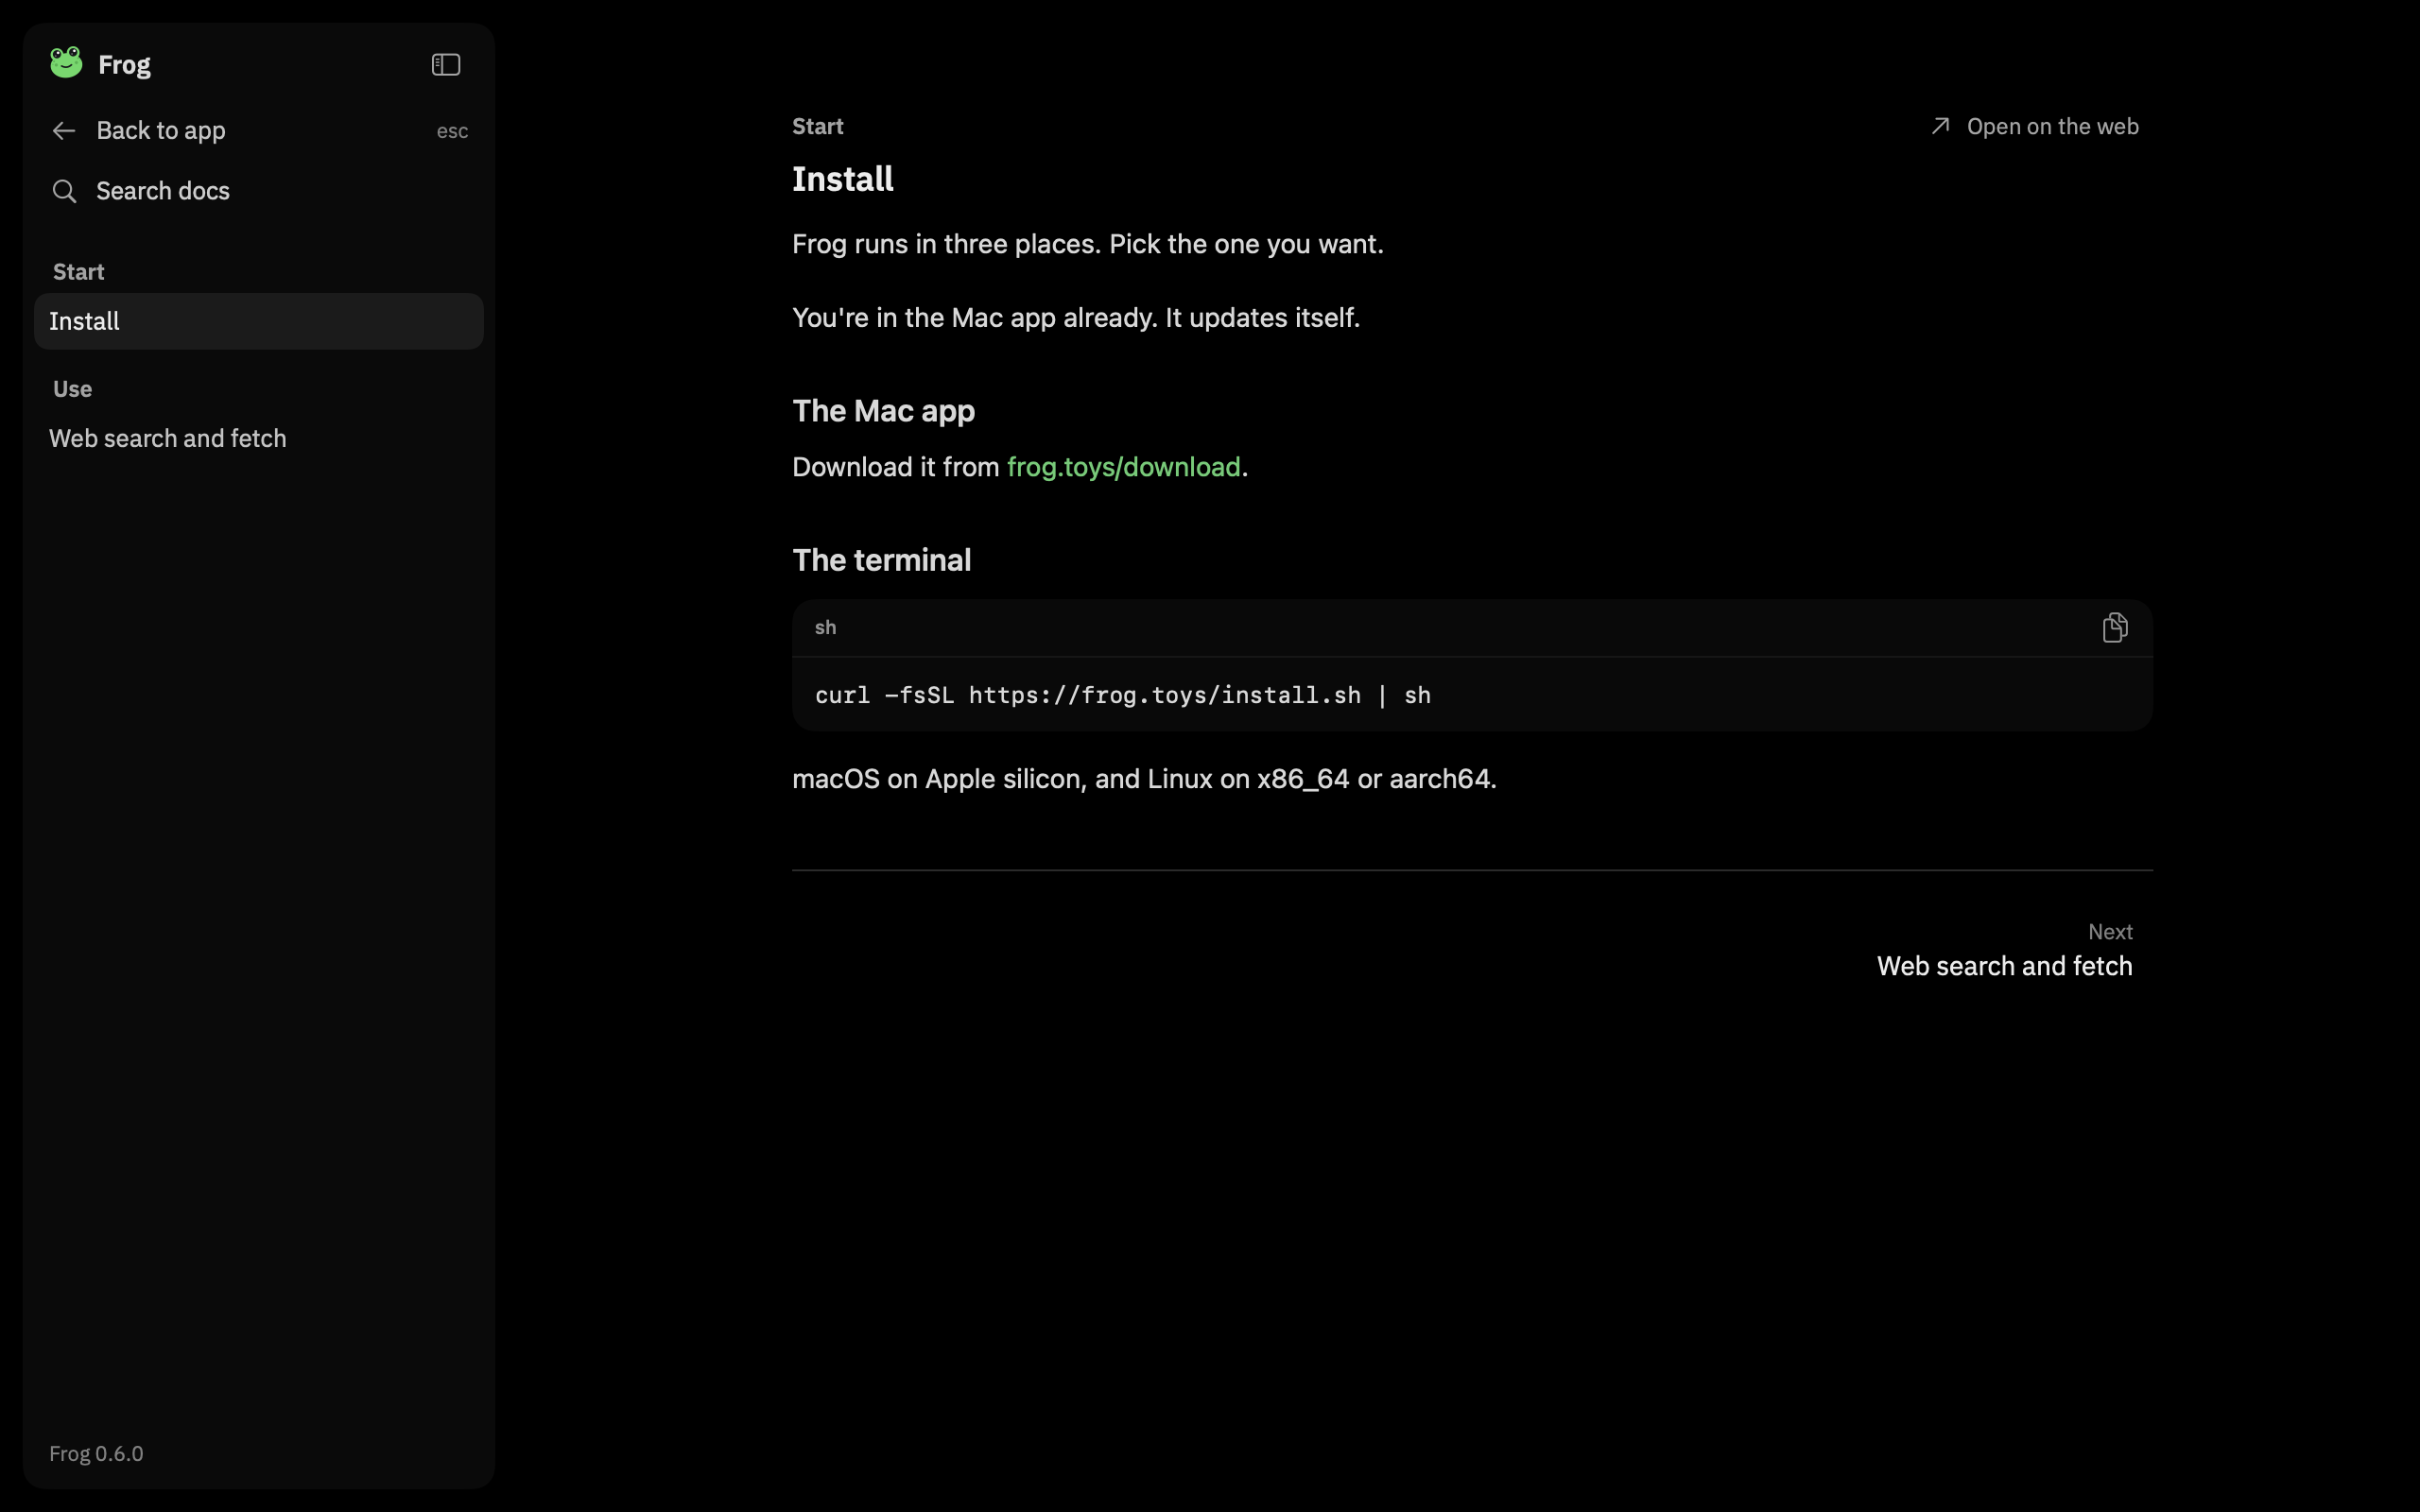 Frog
Back to app esc
Search docs
Start
Install
Use
Web search and fetch
Frog 0.6.0
Start
Open on the web
Install
Frog runs in three places. Pick the one you want.
You're in the Mac app already. It updates itself.
The Mac app
Download it from frog.toys/download.
The terminal
sh
curl -fsSL https://frog.toys/install.sh | sh
macOS on Apple silicon, and Linux on x86_64 or aarch64.
Next
Web search and fetch